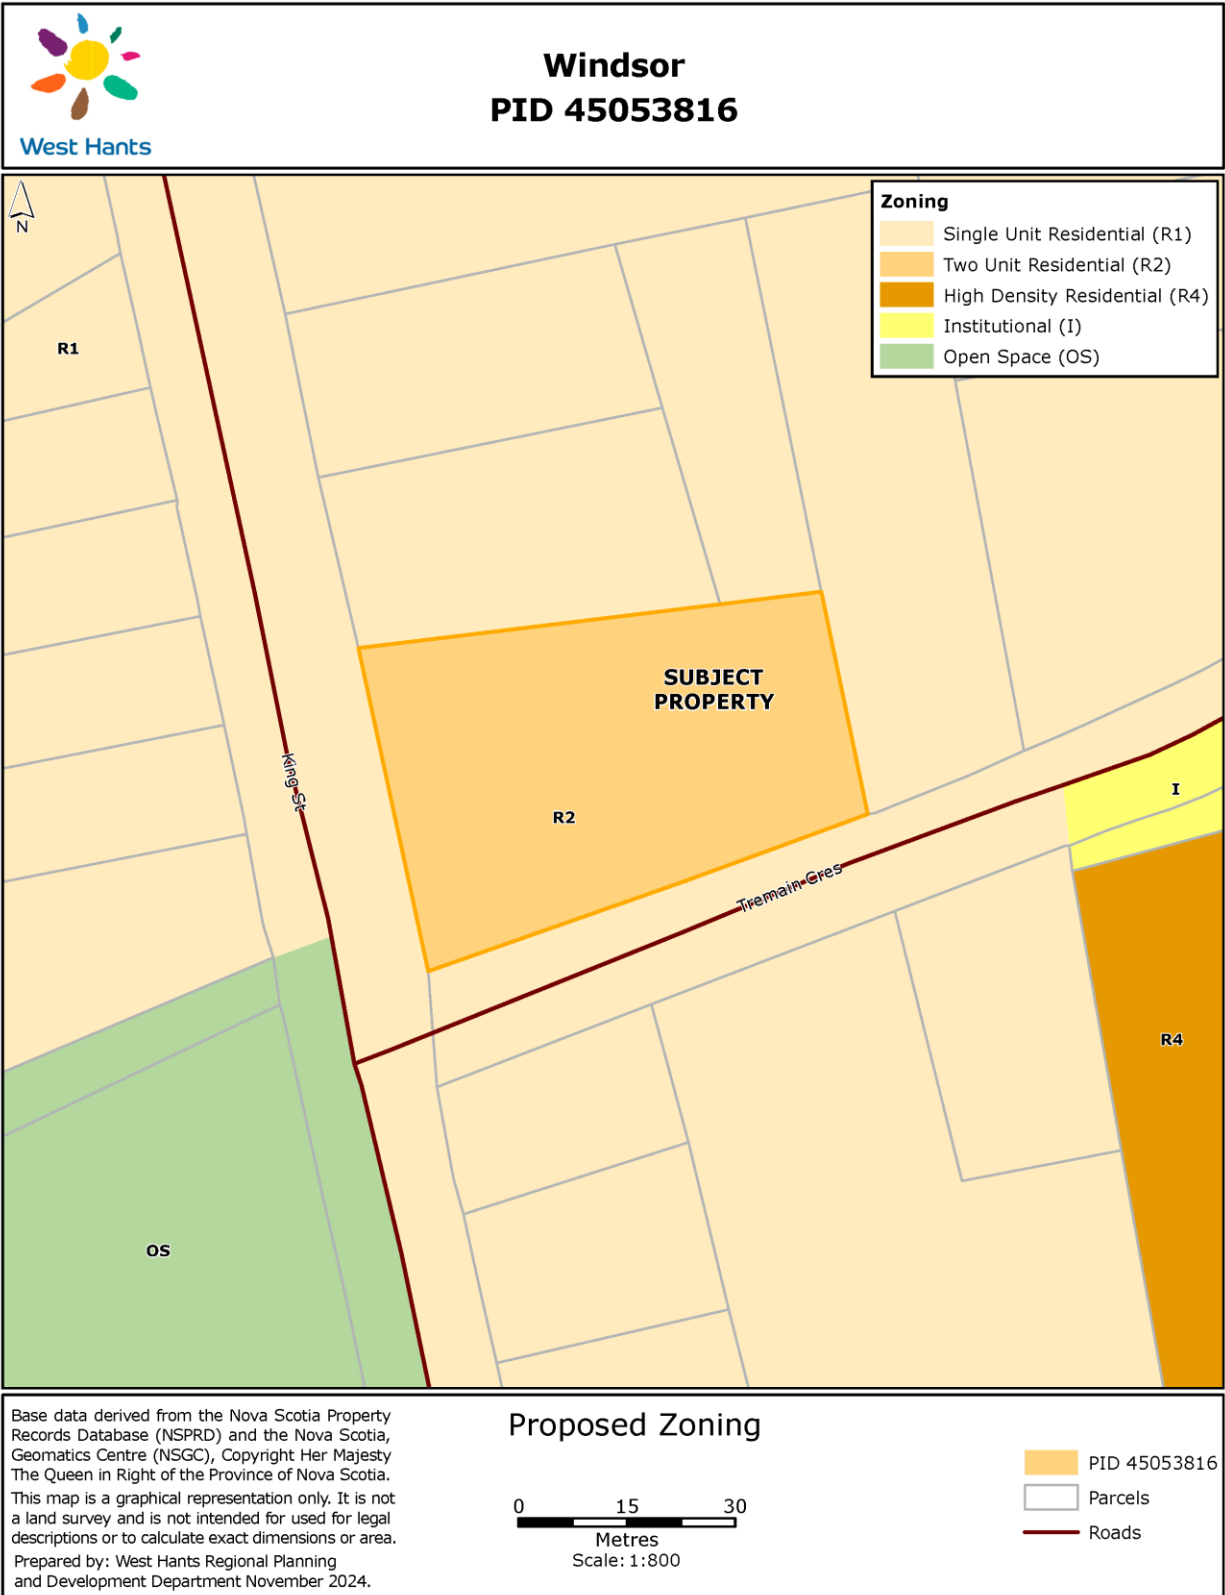 West Hants
Windsor
PID 45053816
N
Zoning
Single Unit Residential (R1)
Two Unit Residential (R2)
High Density Residential (R4)
Institutional (I)
Open Space (OS)
R1
SUBJECT
PROPERTY
King St
R2
I
Tremain Cres
R4
OS
Base data derived from the Nova Scotia Property
Records Database (NSPRD) and the Nova Scotia,
Geomatics Centre (NSGC), Copyright Her Majesty
The Queen in Right of the Province of Nova Scotia.
This map is a graphical representation only. It is not
a land survey and is not intended for used for legal
descriptions or to calculate exact dimensions or area.
Prepared by: West Hants Regional Planning
and Development Department November 2024.
Proposed Zoning
0 15 30
Metres
Scale: 1:800
PID 45053816
Parcels
Roads